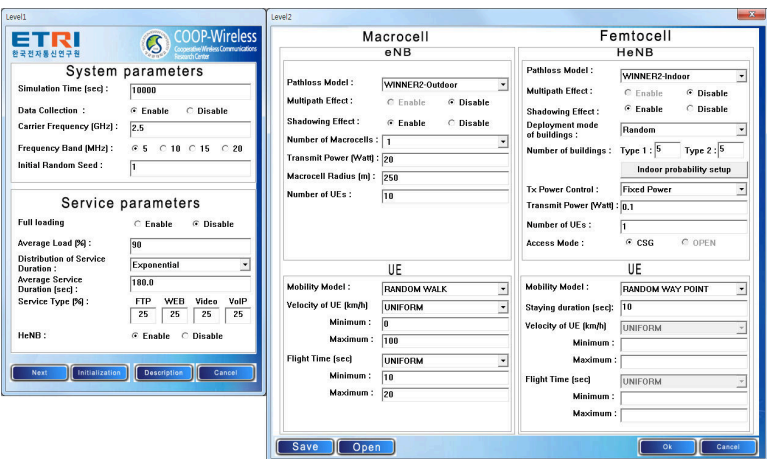 Level1
ETRI
한국전자통신연구원
COOP-Wireless
Cooperative Wireless Communications
Research Center
System parameters
Simulation Time (sec) : 10000
Data Collection : Enable Disable
Carrier Frequency (GHz) : 2.5
Frequency Band (MHz) : 5 10 15 20
Initial Random Seed : 1
Service parameters
Full loading Enable Disable
Average Load (%) : 90
Distribution of Service
Duration : Exponential
Average Service
Duration (sec) : 180.0
Service Type (%) : FTP WEB Video VoIP
25 25 25 25
HeNB : Enable Disable
Next Initialization Description Cancel
Level2
Macrocell
eNB
Pathloss Model : WINNER2-Outdoor
Multipath Effect : Enable Disable
Shadowing Effect : Enable Disable
Number of Macrocells : 1
Transmit Power (Watt) : 20
Macrocell Radius (m) : 250
Number of UEs : 10
UE
Mobility Model : RANDOM WALK
Velocity of UE (km/h) UNIFORM
Minimum : 0
Maximum : 100
Flight Time (sec) UNIFORM
Minimum : 10
Maximum : 20
Femtocell
HeNB
Pathloss Model : WINNER2-Indoor
Multipath Effect : Enable Disable
Shadowing Effect : Enable Disable
Deployment mode
of buildings : Random
Number of buildings : Type 1 : 5 Type 2 : 5
Indoor probability setup
Tx Power Control : Fixed Power
Transmit Power (Watt) : 0.1
Number of UEs : 1
Access Mode : CSG OPEN
UE
Mobility Model : RANDOM WAY POINT
Staying duration (sec): 10
Velocity of UE (km/h) UNIFORM
Minimum :
Maximum :
Flight Time (sec) UNIFORM
Minimum :
Maximum :
Save Open Ok Cancel